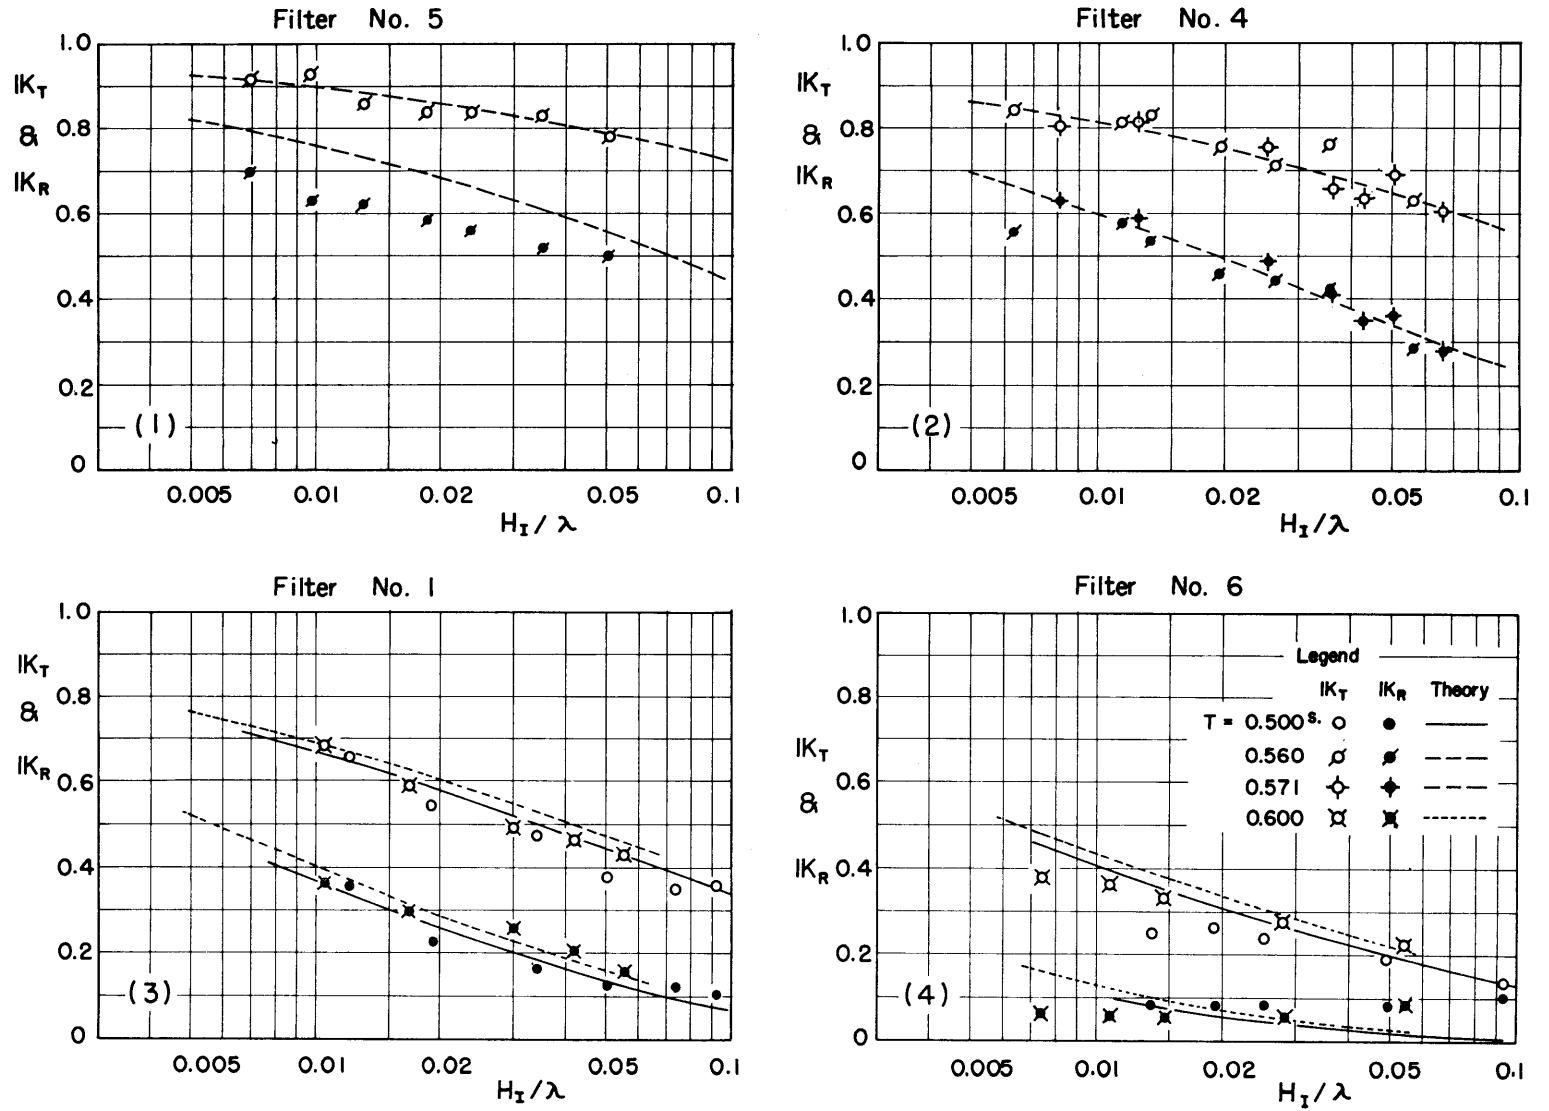 Filter No. 5
1.0
IK_T
&
IK_R
0.8
0.6
0.4
0.2
0
(1)
0.005 0.01 0.02 0.05 0.1
H_I / λ
Filter No. 4
1.0
IK_T
&
IK_R
0.8
0.6
0.4
0.2
0
(2)
0.005 0.01 0.02 0.05 0.1
H_I / λ
Filter No. 1
1.0
IK_T
&
IK_R
0.8
0.6
0.4
0.2
0
(3)
0.005 0.01 0.02 0.05 0.1
H_I / λ
Filter No. 6
1.0
IK_T
&
IK_R
0.8
0.6
0.4
0.2
0
Legend
IK_T IK_R Theory
T = 0.500 s.
0.560
0.571
0.600
(4)
0.005 0.01 0.02 0.05 0.1
H_I / λ